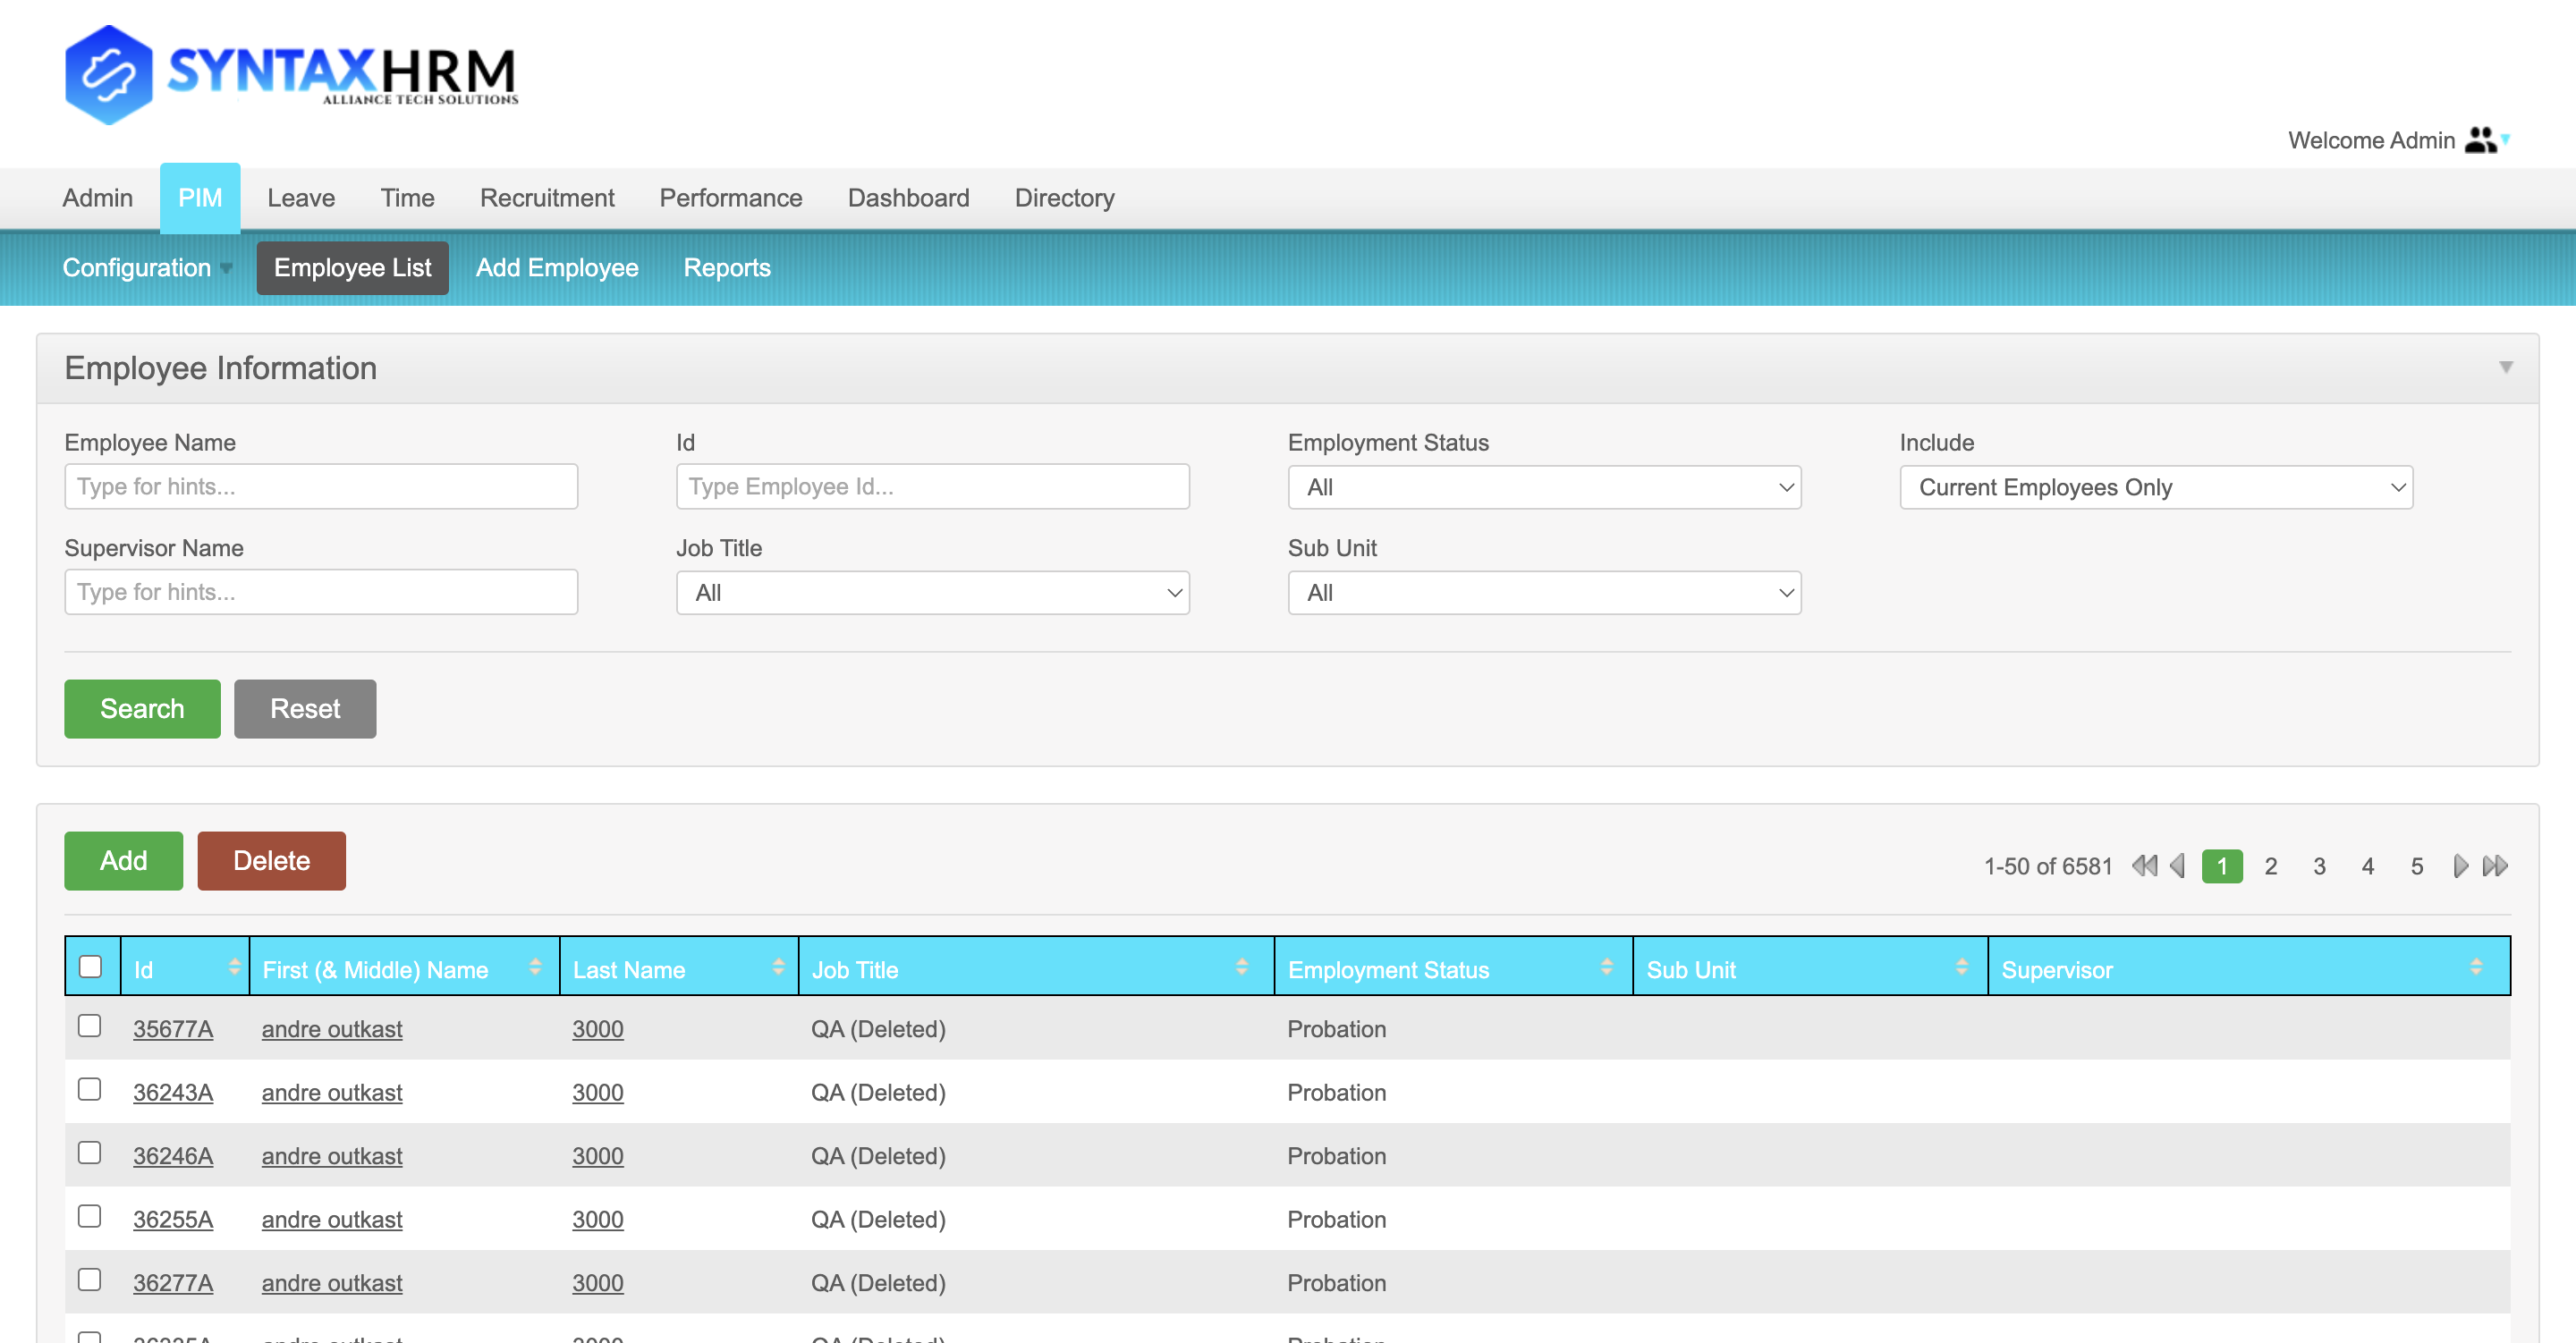 SYNTAXHRM
ALLIANCE TECH SOLUTIONS
Welcome Admin
Admin PIM Leave Time Recruitment Performance Dashboard Directory
Configuration Employee List Add Employee Reports
Employee Information
Employee Name Id Employment Status Include
Type for hints... Type Employee Id... All Current Employees Only
Supervisor Name Job Title Sub Unit
Type for hints... All All
Search Reset
Add Delete 1-50 of 6581 1 2 3 4 5
Id First (& Middle) Name Last Name Job Title Employment Status Sub Unit Supervisor
35677A andre outkast 3000 QA (Deleted) Probation
36243A andre outkast 3000 QA (Deleted) Probation
36246A andre outkast 3000 QA (Deleted) Probation
36255A andre outkast 3000 QA (Deleted) Probation
36277A andre outkast 3000 QA (Deleted) Probation